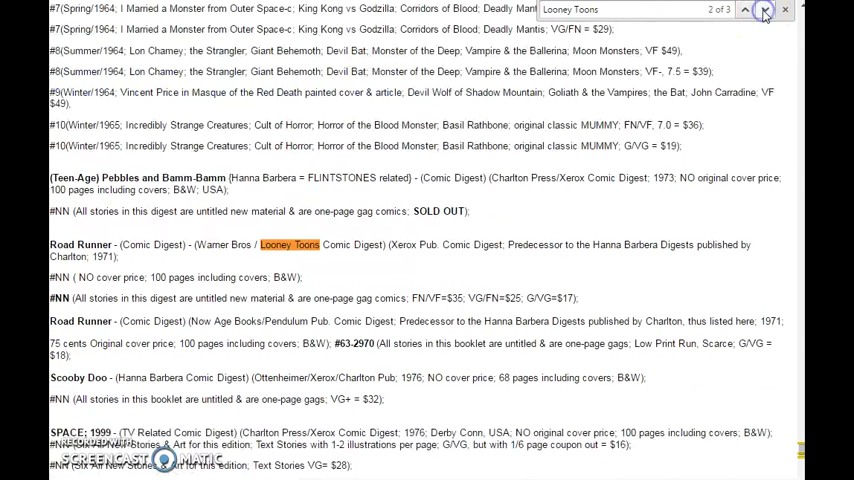 #7(Spring/1964, I Married a Monster from Outer Space-c; King Kong vs Godzilla; Corridors of Blood; Deadly Man
Looney Toons
2 of 3
#7(Spring/1964, I Married a Monster from Outer Space-c; King Kong vs Godzilla; Corridors of Blood; Deadly Mantis; VG/FN = $29);
#8(Summer/1964, Lon Chaney, the Strangler; Giant Behemoth; Devil Bat; Monster of the Deep; Vampire & the Ballerina; Moon Monsters; VF $49),
#8(Summer/1964, Lon Chaney, the Strangler; Giant Behemoth; Devil Bat; Monster of the Deep; Vampire & the Ballerina; Moon Monsters; VF-, 7.5 = $39);
#9(Winter/1964; Vincent Price in Masque of the Red Death painted cover & article; Devil Wolf of Shadow Mountain; Goliath & the Vampires; the Bat; John Carradine; VF
$49),
#10(Winter/1965; Incredibly Strange Creatures; Cult of Horror; Horror of the Blood Monster; Basil Rathbone; original classic MUMMY; FN/VF, 7.0 = $36);
#10(Winter/1965; Incredibly Strange Creatures; Cult of Horror; Horror of the Blood Monster; Basil Rathbone; original classic MUMMY; G/VG = $19);
(Teen-Age) Pebbles and Bamm-Bamm {Hanna Barbera = FLINTSTONES related} - (Comic Digest) (Charlton Press/Xerox Comic Digest; 1973; NO original cover price;
100 pages including covers; B&W; USA);
#NN (All stories in this digest are untitled new material & are one-page gag comics; SOLD OUT);
Road Runner - (Comic Digest) - (Warner Bros / Looney Toons Comic Digest) (Xerox Pub. Comic Digest; Predecessor to the Hanna Barbera Digests published by
Charlton; 1971);
#NN ( NO cover price; 100 pages including covers; B&W);
#NN (All stories in this digest are untitled new material & are one-page gag comics; FN/VF=$35; VG/FN=$25; G/VG=$17);
Road Runner - (Comic Digest) (Now Age Books/Pendulum Pub. Comic Digest; Predecessor to the Hanna Barbera Digests published by Charlton, thus listed here; 1971;
75 cents Original cover price; 100 pages including covers; B&W); #63-2970 (All stories in this booklet are untitled & are one-page gags; Low Print Run, Scarce; G/VG =
$18);
Scooby Doo - (Hanna Barbera Comic Digest) (Ottenheimer/Xerox/Charlton Pub; 1976; NO cover price; 68 pages including covers; B&W);
#NN (All stories in this booklet are untitled & are one-page gags, VG+ = $32);
SPACE; 1999 - (TV Related Comic Digest) (Charlton Press/Xerox Comic Digest; 1976; Derby Conn, USA; NO original cover price; 100 pages including covers; B&W);
#NN (Six All New Stories & Art for this edition; Text Stories with 1-2 illustrations per page; G/VG, but with 1/6 page coupon out = $16);
RECORDED WITH
SCREENCAST MATIC
#NN (Six All New Stories & Art for this edition; Text Stories VG= $28);